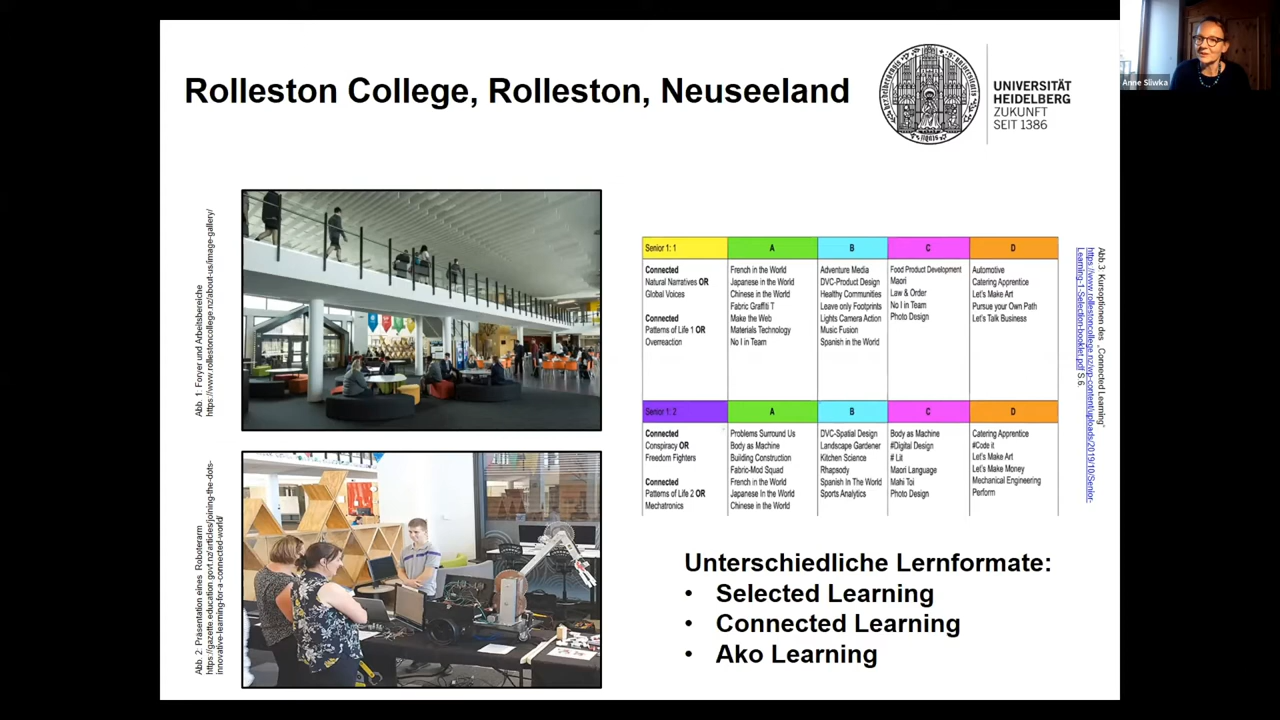 Rolleston College, Rolleston, Neuseeland
UNIVERSITÄT
HEIDELBERG
ZUKUNFT
SEIT 1386
Anne Sliwka
Abb. 1: Foryer und Arbeitsbereiche
https://www.rollestoncollege.nz/about-us/image-gallery/
Abb. 2: Präsentation eines Roboterarm
https://gazette.education.govt.nz/articles/joining-the-dots-
innovative-learning-for-a-connected-world/
Senior 1: 1 A B C D
Connected
Natural Narratives OR
Global Voices
Connected
Patterns of Life 1 OR
Overreaction
French in the World
Japanese in the World
Chinese in the World
Fabric Graffiti T
Make the Web
Materials Technology
No I in Team
Adventure Media
DVC-Product Design
Healthy Communities
Leave only Footprints
Lights Camera Action
Music Fusion
Spanish in the World
Food Product Development
Maori
Law & Order
No I in Team
Photo Design
Automotive
Catering Apprentice
Let's Make Art
Pursue your Own Path
Let's Talk Business
Senior 1: 2 A B C D
Connected
Conspiracy OR
Freedom Fighters
Connected
Patterns of Life 2 OR
Mechatronics
Problems Surround Us
Body as Machine
Building Construction
Fabric-Mod Squad
French in the World
Japanese In the World
Chinese in the World
DVC-Spatial Design
Landscape Gardener
Kitchen Science
Rhapsody
Spanish In The World
Sports Analytics
Body as Machine
#Digital Design
# Lit
Maori Language
Mahi Toi
Photo Design
Catering Apprentice
#Code it
Let's Make Art
Let's Make Money
Mechanical Engineering
Perform
Abb 3: Kursoptionen des „Connected Learning"
https://www.rollestoncollege.nz/wp-content/uploads/2019/10/Senior-
Learning-1-Selection-booklet.pdf S.6.
Unterschiedliche Lernformate:
• Selected Learning
• Connected Learning
• Ako Learning